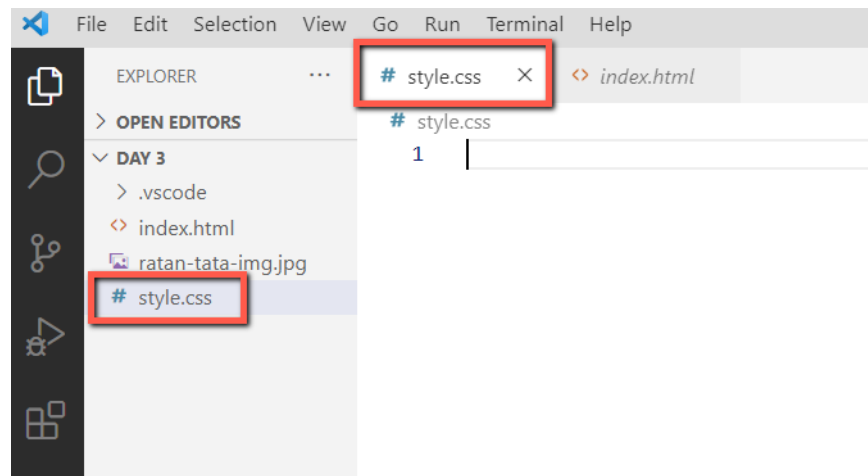 File Edit Selection View Go Run Terminal Help
EXPLORER ...
style.css × index.html
> OPEN EDITORS
# style.css
DAY 3
1
> .vscode
<> index.html
ratan-tata-img.jpg
# style.css